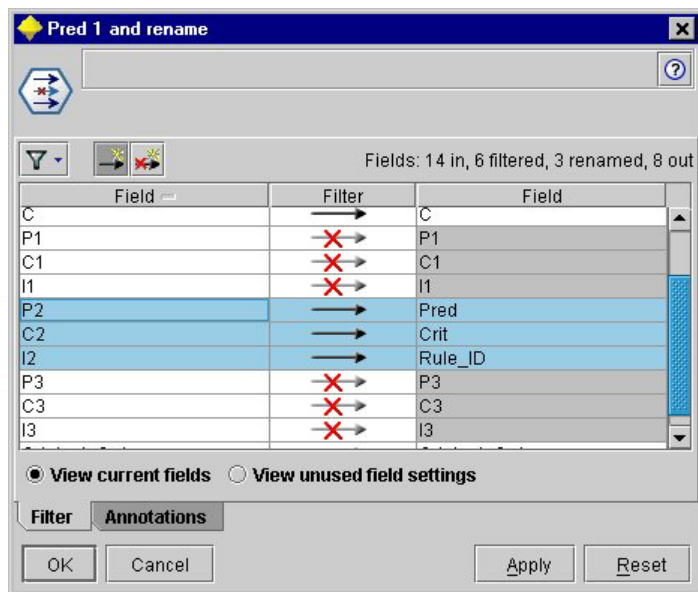 Pred 1 and rename
Fields: 14 in, 6 filtered, 3 renamed, 8 out
Field Filter Field
C C
P1 P1
C1 C1
I1 I1
P2 Pred
C2 Crit
I2 Rule_ID
P3 P3
C3 C3
I3 I3
View current fields View unused field settings
Filter Annotations
OK Cancel Apply Reset